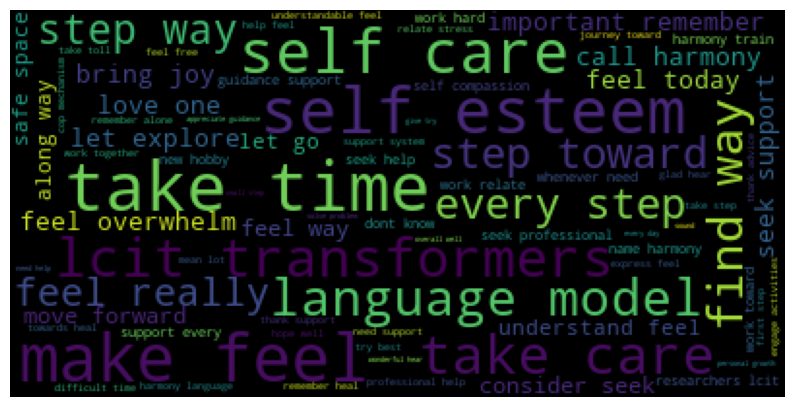 safe space
step way
help feel
understandable feel
work hard
relate stress
important remember
take toll
feel free
self care
journey toward
harmony train
call harmony
bring joy
guidance support
self compassion
feel today
cop mechanism
love one
remember alone
appreciate guidance
self esteem
give try
along way
let explore
let go
support system
step toward
find way
seek support
work together
new hobby
seek help
whenever need
glad hear
thank advice
take time
small step
work relate
every step
take step
feel overwhelm
feel way
solve problem
dont know
seek professional
every day
sound
name harmony
lcit transformers
overall well
mean lot
express feel
need help
feel really
language model
work toward
first step
engage activities
move forward
thank support
understand feel
towards heal
support every
hope well
need support
try best
make feel
wonderful hear
take care
personal growth
difficult time
harmony language
remember heal
professional help
consider seek
researchers lcit